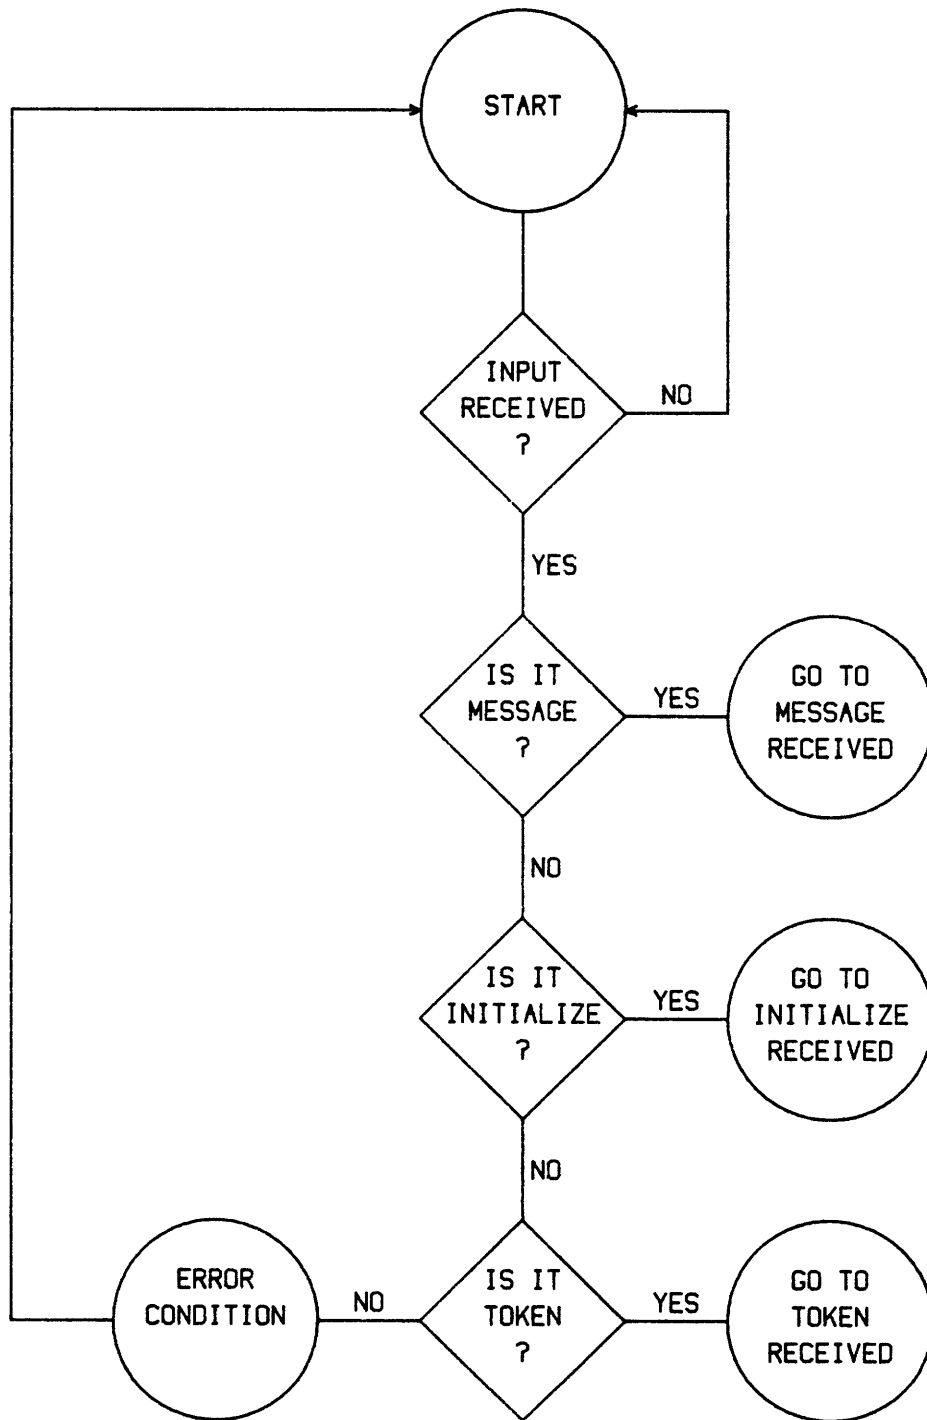 START
INPUT
RECEIVED
?
NO
YES
IS IT
MESSAGE
?
YES
GO TO
MESSAGE
RECEIVED
NO
IS IT
INITIALIZE
?
YES
GO TO
INITIALIZE
RECEIVED
NO
ERROR
CONDITION
NO
IS IT
TOKEN
?
YES
GO TO
TOKEN
RECEIVED